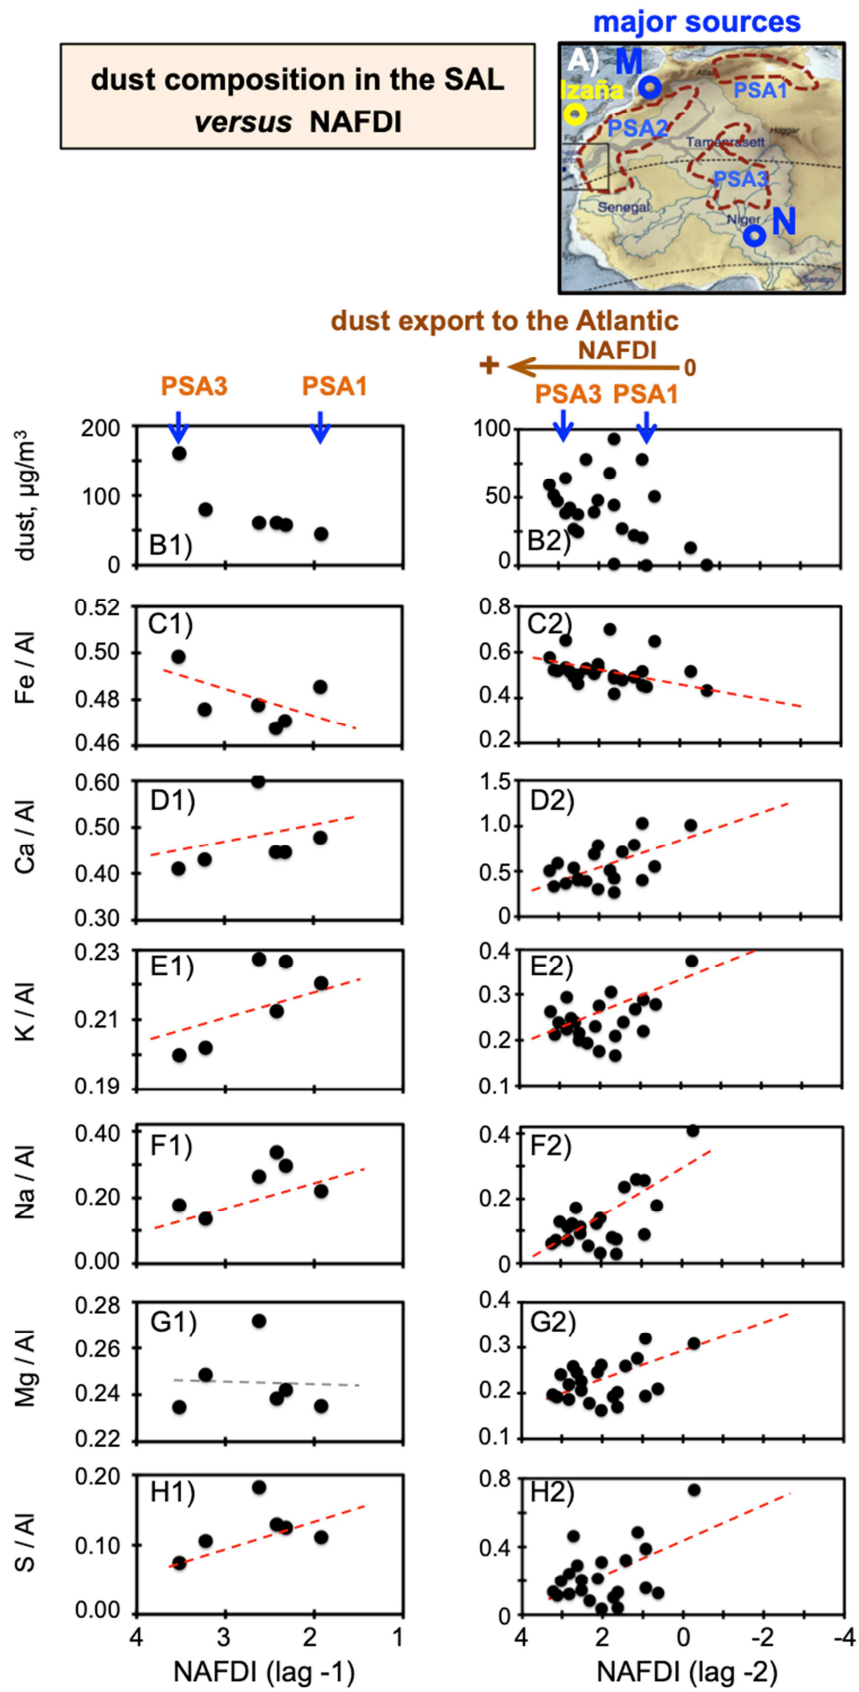 major sources
dust composition in the SAL
versus NAFDI
A)
M
Izaña
PSA1
PSA2
Hoggar
Tamanrasett
PSA3
Senegal
Niger
N
dust export to the Atlantic
+
NAFDI
0
PSA3
PSA1
PSA3
PSA1
dust, µg/m³
200
100
0
B1)
100
50
0
B2)
Fe / Al
0.52
0.50
0.48
0.46
C1)
0.8
0.6
0.4
0.2
C2)
Ca / Al
0.60
0.50
0.40
0.30
D1)
1.5
1.0
0.5
0
D2)
K / Al
0.23
0.21
0.19
E1)
0.4
0.3
0.2
0.1
E2)
Na / Al
0.40
0.20
0.00
F1)
0.4
0.2
0
F2)
Mg / Al
0.28
0.26
0.24
0.22
G1)
0.4
0.3
0.2
0.1
G2)
S / Al
0.20
0.10
0.00
H1)
0.8
0.4
0
H2)
4 3 2 1
NAFDI (lag -1)
4 2 0 -2 -4
NAFDI (lag -2)